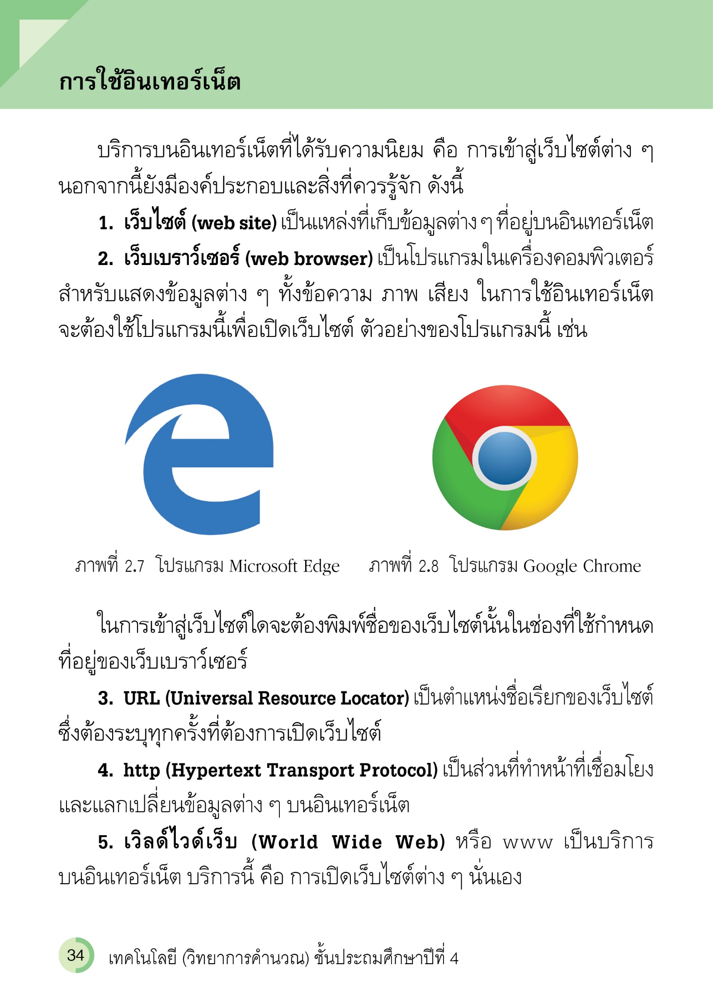 การใช้อินเทอร์เน็ต
บริการบนอินเทอร์เน็ตที่ได้รับความนิยม คือ การเข้าสู่เว็บไซต์ต่าง ๆ
นอกจากนี้ยังมีองค์ประกอบและสิ่งที่ควรรู้จัก ดังนี้
1. เว็บไซต์ (web site) เป็นแหล่งที่เก็บข้อมูลต่าง ๆ ที่อยู่บนอินเทอร์เน็ต
2. เว็บเบราว์เซอร์ (web browser) เป็นโปรแกรมในเครื่องคอมพิวเตอร์
สำหรับแสดงข้อมูลต่าง ๆ ทั้งข้อความ ภาพ เสียง ในการใช้อินเทอร์เน็ต
จะต้องใช้โปรแกรมนี้เพื่อเปิดเว็บไซต์ ตัวอย่างของโปรแกรมนี้ เช่น
ภาพที่ 2.7 โปรแกรม Microsoft Edge
ภาพที่ 2.8 โปรแกรม Google Chrome
ในการเข้าสู่เว็บไซต์ใดจะต้องพิมพ์ชื่อของเว็บไซต์นั้นในช่องที่ใช้กำหนด
ที่อยู่ของเว็บเบราว์เซอร์
3. URL (Universal Resource Locator) เป็นตำแหน่งชื่อเรียกของเว็บไซต์
ซึ่งต้องระบุทุกครั้งที่ต้องการเปิดเว็บไซต์
4. http (Hypertext Transport Protocol) เป็นส่วนที่ทำหน้าที่เชื่อมโยง
และแลกเปลี่ยนข้อมูลต่าง ๆ บนอินเทอร์เน็ต
5. เวิลด์ไวด์เว็บ (World Wide Web) หรือ www เป็นบริการ
บนอินเทอร์เน็ต บริการนี้ คือ การเปิดเว็บไซต์ต่าง ๆ นั่นเอง
34 เทคโนโลยี (วิทยาการคำนวณ) ชั้นประถมศึกษาปีที่ 4